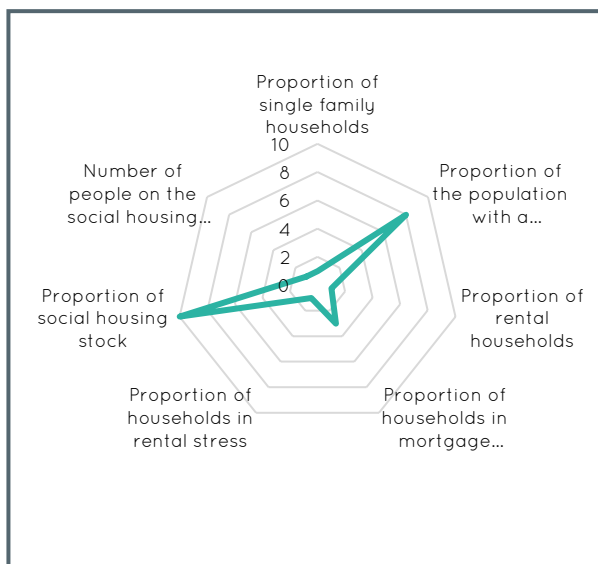 Proportion of
single family
households
10
8
6
4
2
0
Proportion of
the population
with a...
Proportion of
rental
households
Proportion of
households in
mortgage...
Proportion of
households in
rental stress
Proportion of
social housing
stock
Number of
people on the
social housing...